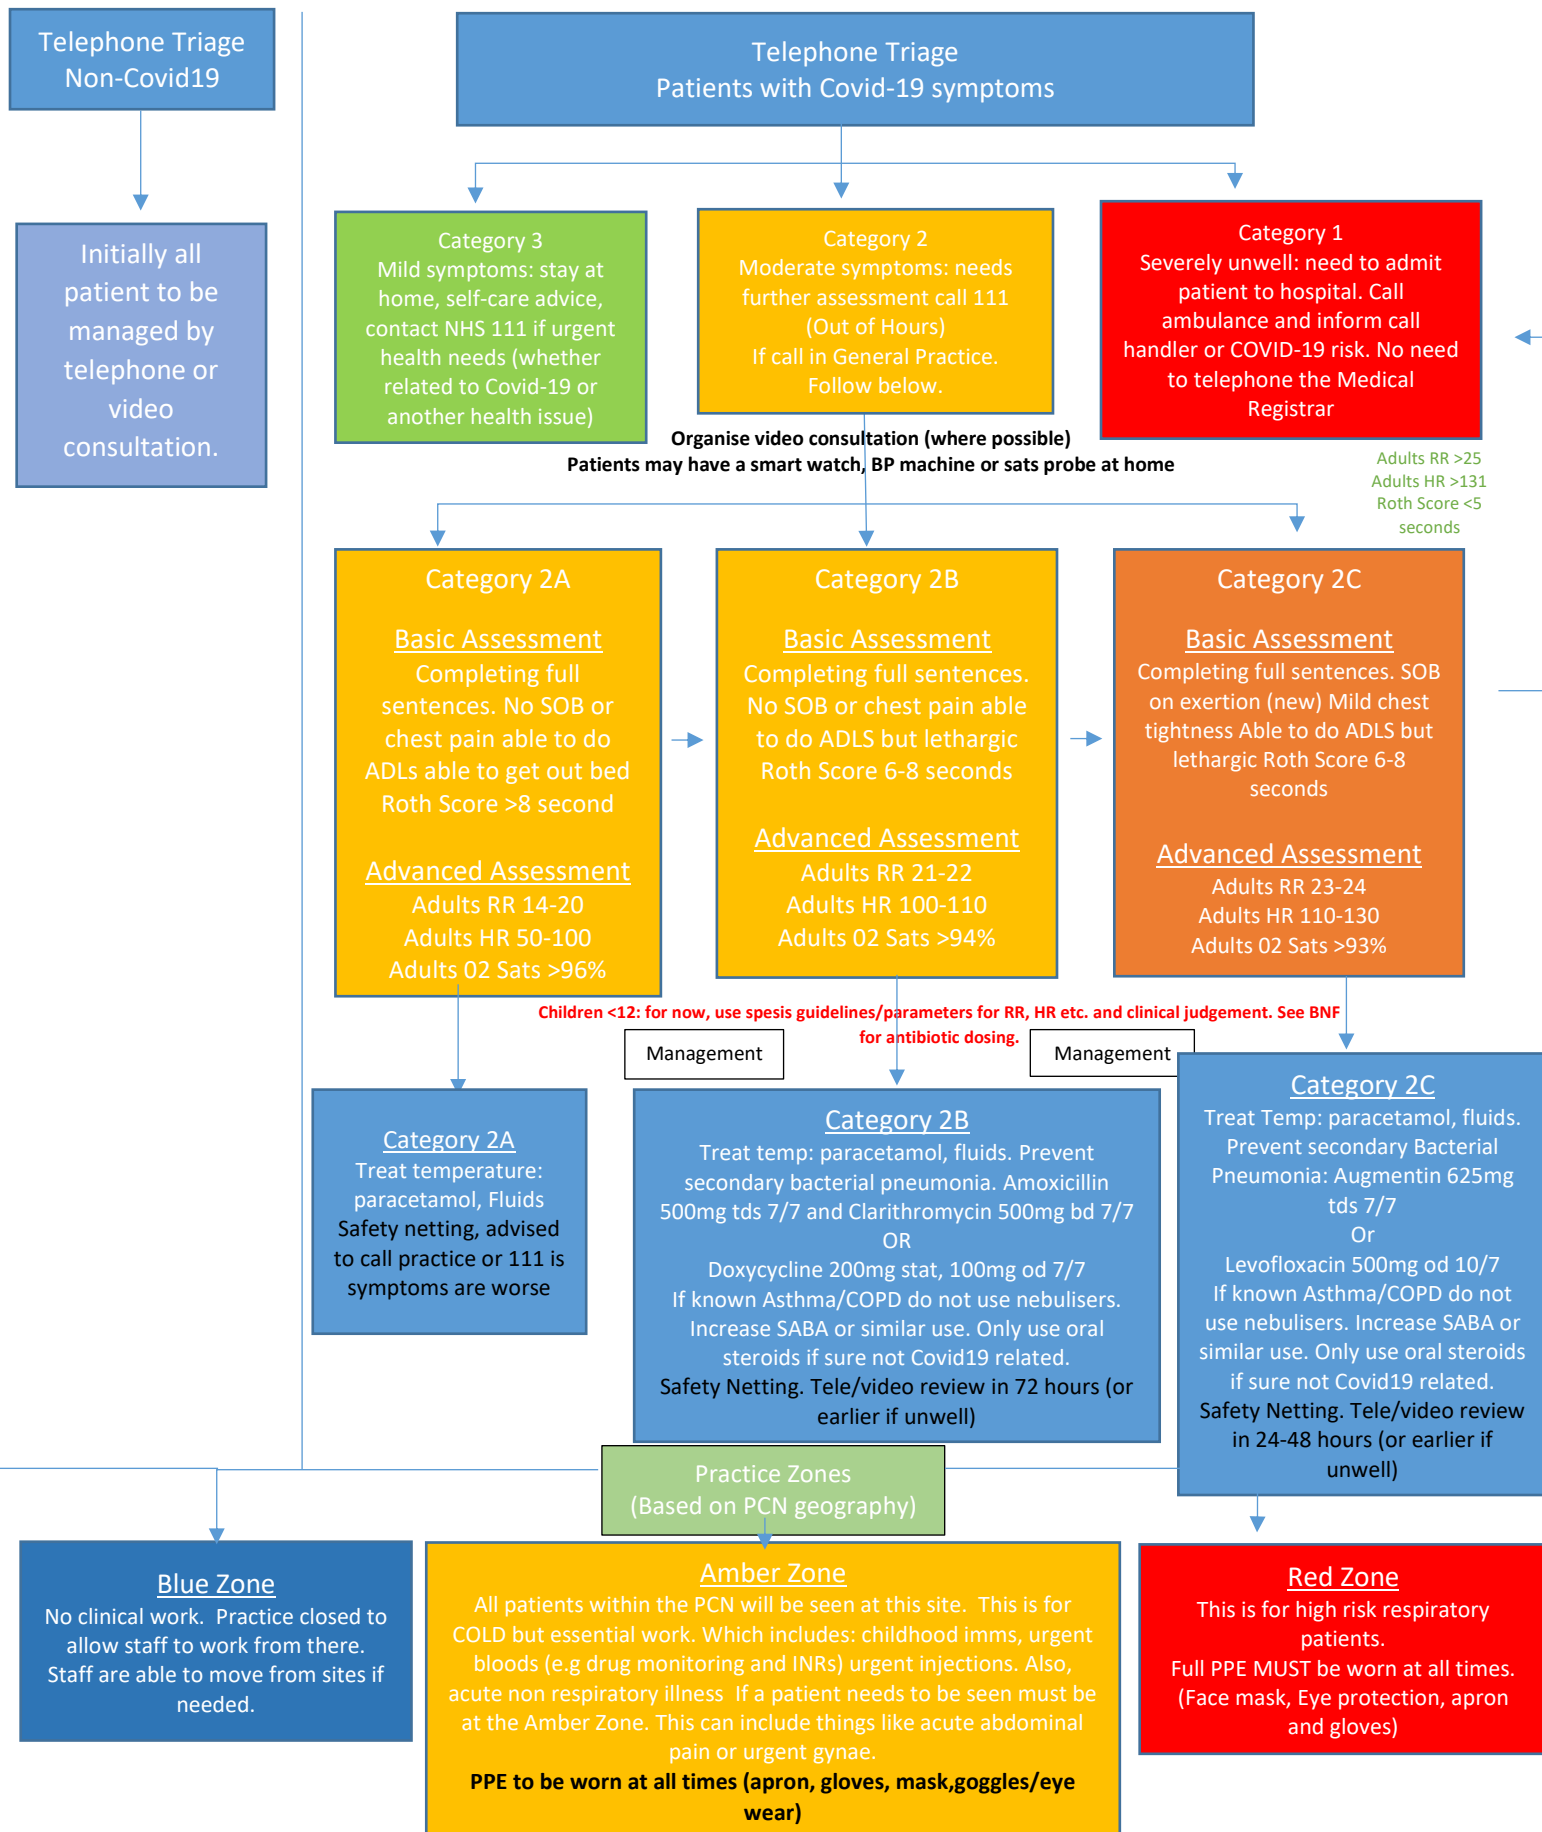 Telephone Triage
Non-Covid19
Telephone Triage
Patients with Covid-19 symptoms
Initially all
patient to be
managed by
telephone or
video
consultation.
Category 3
Mild symptoms: stay at
home, self-care advice,
contact NHS 111 if urgent
health needs (whether
related to Covid-19 or
another health issue)
Category 2
Moderate symptoms: needs
further assessment call 111
(Out of Hours)
If call in General Practice.
Follow below.
Category 1
Severely unwell: need to admit
patient to hospital. Call
ambulance and inform call
handler or COVID-19 risk. No need
to telephone the Medical
Registrar
Organise video consultation (where possible)
Patients may have a smart watch, BP machine or sats probe at home
Adults RR >25
Adults HR >131
Roth Score <5
seconds
Category 2A
Basic Assessment
Completing full
sentences. No SOB or
chest pain able to do
ADLs able to get out bed
Roth Score >8 second
Advanced Assessment
Adults RR 14-20
Adults HR 50-100
Adults 02 Sats >96%
Category 2B
Basic Assessment
Completing full sentences.
No SOB or chest pain able
to do ADLS but lethargic
Roth Score 6-8 seconds
Advanced Assessment
Adults RR 21-22
Adults HR 100-110
Adults 02 Sats >94%
Category 2C
Basic Assessment
Completing full sentences. SOB
on exertion (new) Mild chest
tightness Able to do ADLS but
lethargic Roth Score 6-8
seconds
Advanced Assessment
Adults RR 23-24
Adults HR 110-130
Adults 02 Sats >93%
Children <12: for now, use spesis guidelines/parameters for RR, HR etc. and clinical judgement. See BNF
for antibiotic dosing.
Management
Management
Category 2A
Treat temperature:
paracetamol, Fluids
Safety netting, advised
to call practice or 111 is
symptoms are worse
Category 2B
Treat temp: paracetamol, fluids. Prevent
secondary bacterial pneumonia. Amoxicillin
500mg tds 7/7 and Clarithromycin 500mg bd 7/7
OR
Doxycycline 200mg stat, 100mg od 7/7
If known Asthma/COPD do not use nebulisers.
Increase SABA or similar use. Only use oral
steroids if sure not Covid19 related.
Safety Netting. Tele/video review in 72 hours (or
earlier if unwell)
Category 2C
Treat Temp: paracetamol, fluids.
Prevent secondary Bacterial
Pneumonia: Augmentin 625mg
tds 7/7
Or
Levofloxacin 500mg od 10/7
If known Asthma/COPD do not
use nebulisers. Increase SABA or
similar use. Only use oral steroids
if sure not Covid19 related.
Safety Netting. Tele/video review
in 24-48 hours (or earlier if
unwell)
Practice Zones
(Based on PCN geography)
Blue Zone
No clinical work.  Practice closed to
allow staff to work from there.
Staff are able to move from sites if
needed.
Amber Zone
All patients within the PCN will be seen at this site.  This is for
COLD but essential work. Which includes: childhood imms, urgent
bloods (e.g drug monitoring and INRs) urgent injections. Also,
acute non respiratory illness  If a patient needs to be seen must be
at the Amber Zone. This can include things like acute abdominal
pain or urgent gynae.
PPE to be worn at all times (apron, gloves, mask,goggles/eye
wear)
Red Zone
This is for high risk respiratory
patients.
Full PPE MUST be worn at all times.
(Face mask, Eye protection, apron
and gloves)